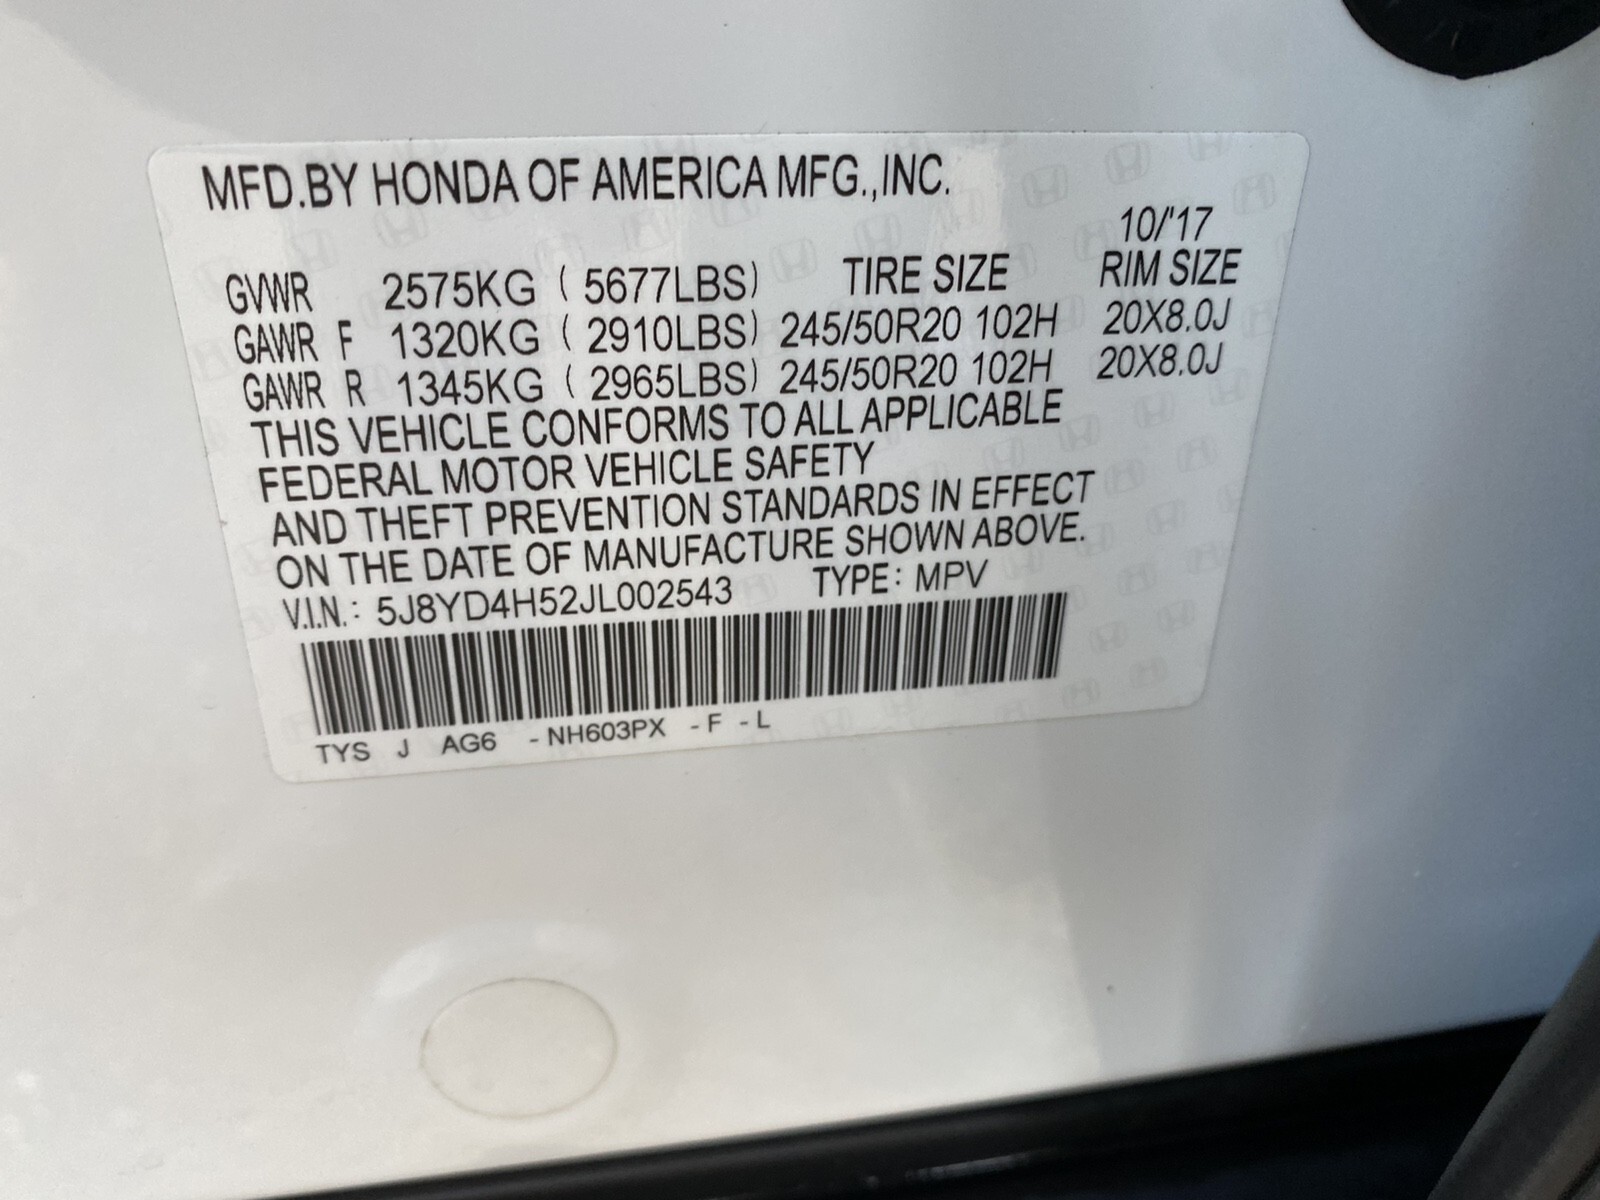 MFD.BY HONDA OF AMERICA MFG.,INC.
10/'17
GVWR 2575KG ( 5677LBS) TIRE SIZE RIM SIZE
GAWR F 1320KG ( 2910LBS) 245/50R20 102H 20X8.0J
GAWR R 1345KG ( 2965LBS) 245/50R20 102H 20X8.0J
THIS VEHICLE CONFORMS TO ALL APPLICABLE
FEDERAL MOTOR VEHICLE SAFETY
AND THEFT PREVENTION STANDARDS IN EFFECT
ON THE DATE OF MANUFACTURE SHOWN ABOVE.
V.I.N.: 5J8YD4H52JL002543 TYPE: MPV
TYS J AG6 -NH603PX -F -L